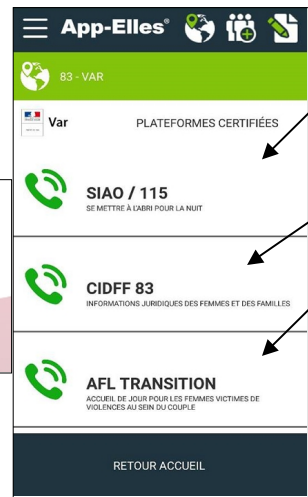 App-Elles®
83 - VAR
Var
PLATEFORMES CERTIFIÉES
SIAO / 115
SE METTRE À L'ABRI POUR LA NUIT
CIDFF 83
INFORMATIONS JURIDIQUES DES FEMMES ET DES FAMILLES
AFL TRANSITION
ACCUEIL DE JOUR POUR LES FEMMES VICTIMES DE
VIOLENCES AU SEIN DU COUPLE
RETOUR ACCUEIL